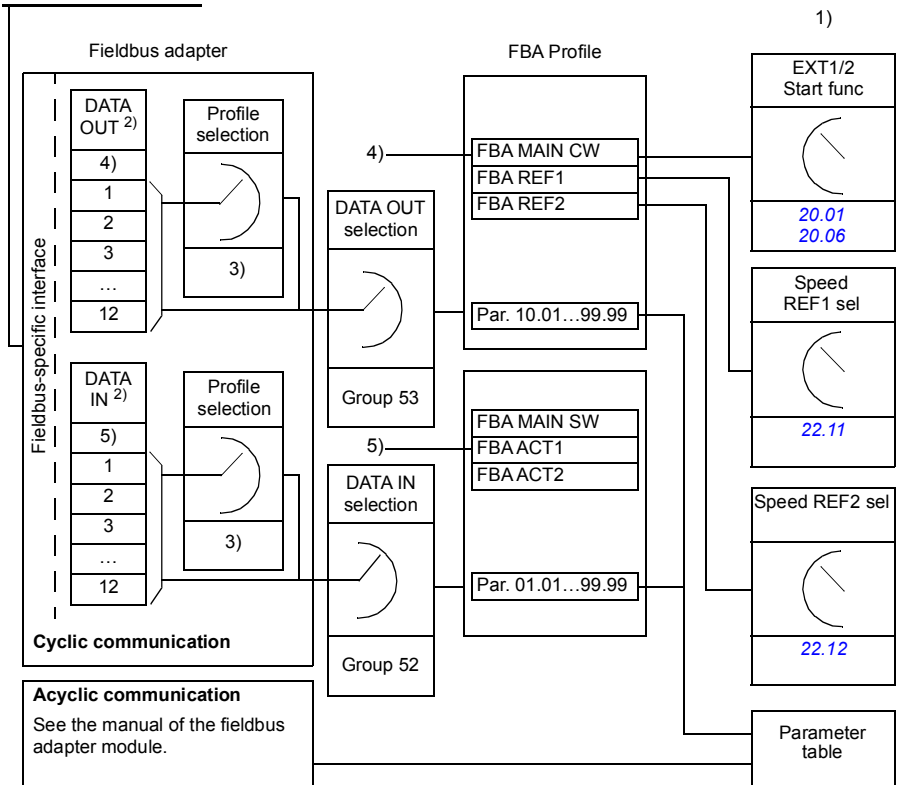 1)
Fieldbus adapter
FBA Profile
Fieldbus-specific interface
DATA
OUT 2)
4)
1
2
3
…
12
Profile
selection
3)
DATA
IN 2)
5)
1
2
3
…
12
Profile
selection
3)
Cyclic communication
DATA OUT
selection
Group 53
DATA IN
selection
Group 52
4)
FBA MAIN CW
FBA REF1
FBA REF2
Par. 10.01…99.99
5)
FBA MAIN SW
FBA ACT1
FBA ACT2
Par. 01.01…99.99
EXT1/2
Start func
20.01
20.06
Speed
REF1 sel
22.11
Speed REF2 sel
22.12
Acyclic communication
See the manual of the fieldbus
adapter module.
Parameter
table